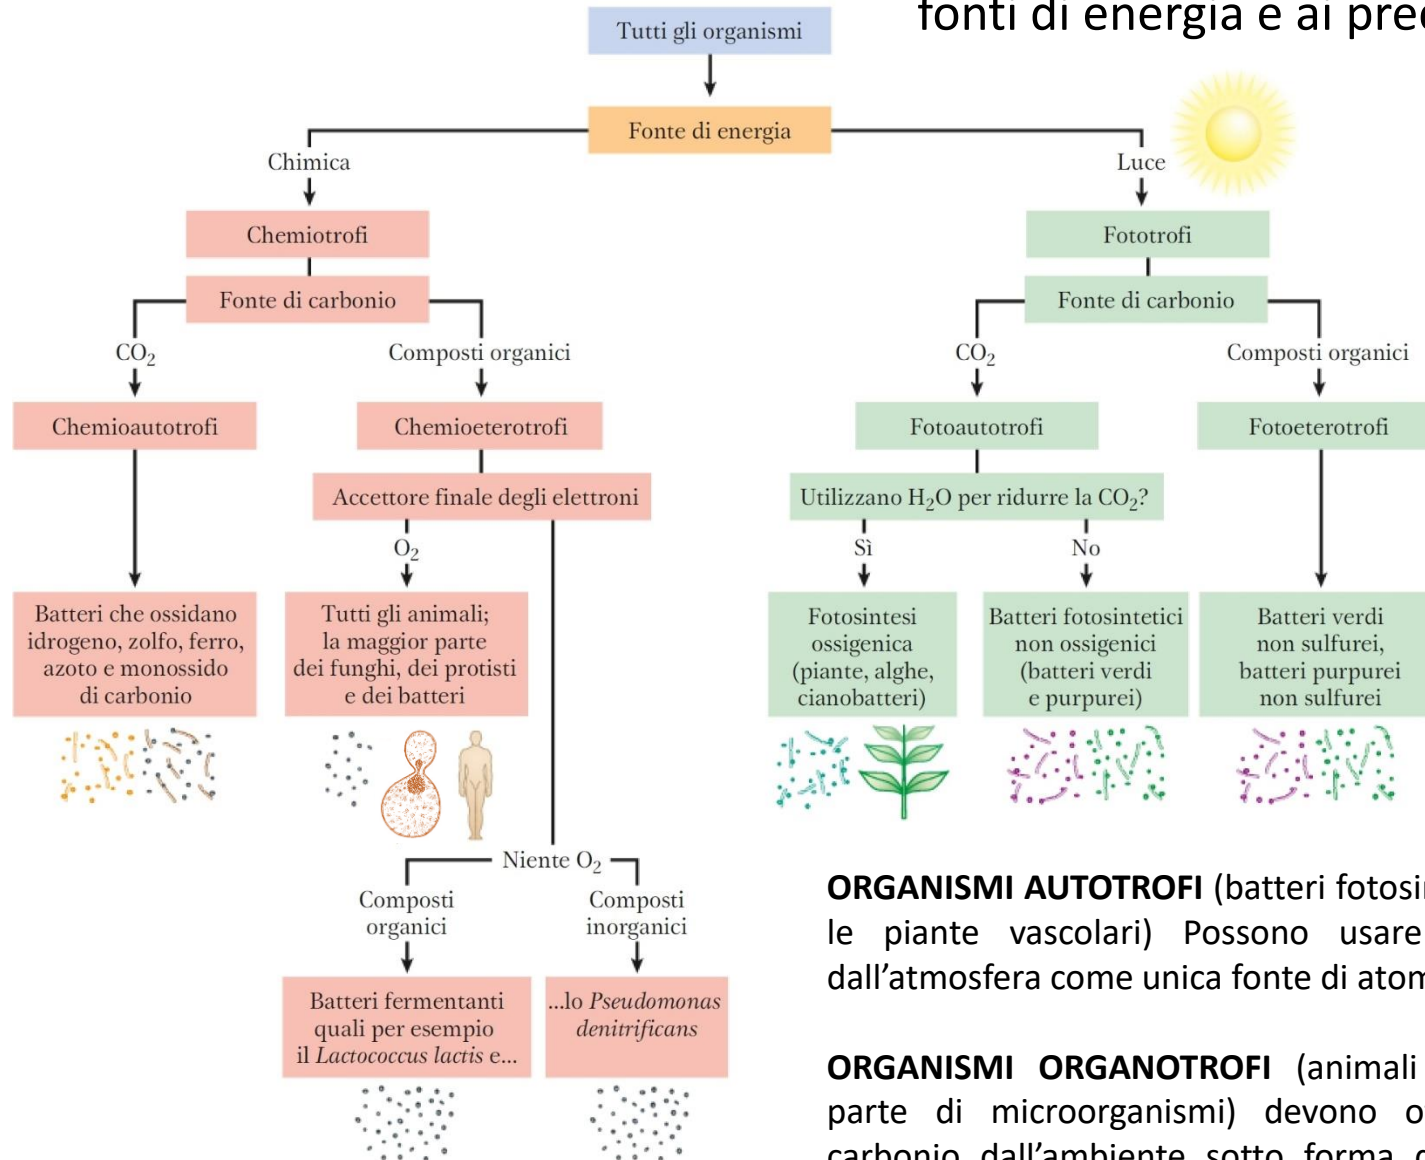 fonti di energia e ai
Tutti gli organismi
Fonte di energia
Chimica
Luce
Chemiotrofi
Fototrofi
Fonte di carbonio
Fonte di carbonio
CO₂
Composti organici
CO₂
Composti organici
Chemioautotrofi
Chemioeterotrofi
Fotoautotrofi
Fotoeterotrofi
Accettore finale degli elettroni
Utilizzano H₂O per ridurre la CO₂?
O₂
Sì
No
Batteri che ossidano
idrogeno, zolfo, ferro,
azoto e monossido
di carbonio
Tutti gli animali;
la maggior parte
dei funghi, dei protisti
e dei batteri
Fotosintesi
ossigenica
(piante, alghe,
cianobatteri)
Batteri fotosintetici
non ossigenici
(batteri verdi
e purpurei)
Batteri verdi
non sulfurei,
batteri purpurei
non sulfurei
Niente O₂
Composti
organici
Composti
inorganici
Batteri fermentanti
quali per esempio
il Lactococcus lactis e...
...lo Pseudomonas
denitrificans
ORGANISMI AUTOTROFI (batteri
le piante vascolari) Possono usare
dall’atmosfera come unica fonte di
ORGANISMI ORGANOTROFI (animali
parte di microorganismi) devono
carbonio dall’ambiente sotto forma